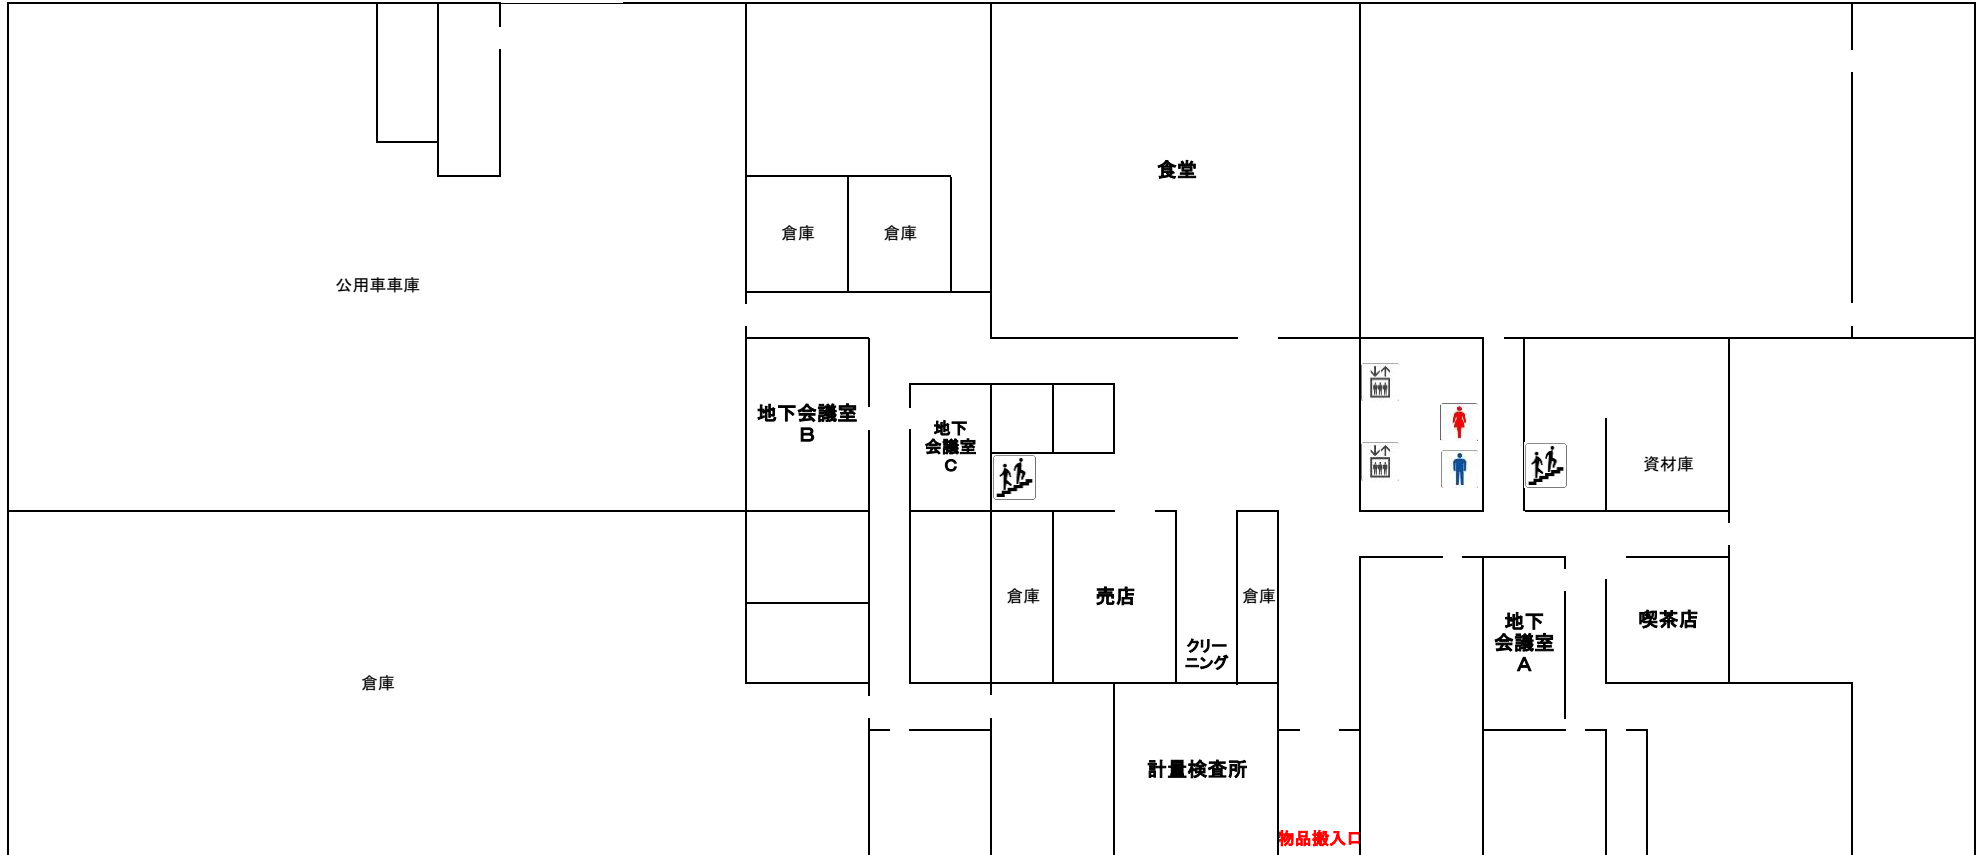 食堂
倉庫
倉庫
公用車車庫
地下会議室
B
地下
会議室
C
資材庫
倉庫
売店
倉庫
クリー
ニング
地下
会議室
A
喫茶店
倉庫
計量検査所
物品搬入口